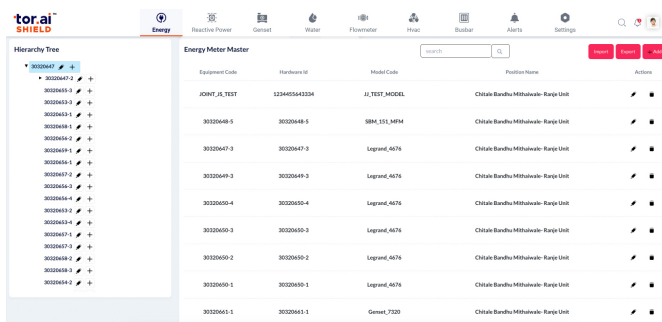 tor.ai
SHIELD
Energy
Reactive Power
Genset
Water
Flowmeter
Hvac
Busbar
Alerts
Settings
Hierarchy Tree
30320647
30320647-2
30320655-3
30320653-3
30320653-1
30320658-1
30320656-2
30320659-1
30320656-1
30320657-2
30320656-3
30320656-4
30320653-2
30320653-4
30320657-1
30320657-3
30320658-2
30320658-3
30320654-2
Energy Meter Master
search
Import Export + Add
Equipment Code Hardware Id Model Code Position Name Actions
JOINT_JS_TEST 1234455643334 JJ_TEST_MODEL Chitale Bandhu Mithaiwale- Ranje Unit
30320648-5 30320648-5 SBM_151_MFM Chitale Bandhu Mithaiwale- Ranje Unit
30320647-3 30320647-3 Legrand_4676 Chitale Bandhu Mithaiwale- Ranje Unit
30320649-3 30320649-3 Legrand_4676 Chitale Bandhu Mithaiwale- Ranje Unit
30320650-4 30320650-4 Legrand_4676 Chitale Bandhu Mithaiwale- Ranje Unit
30320650-3 30320650-3 Legrand_4676 Chitale Bandhu Mithaiwale- Ranje Unit
30320650-2 30320650-2 Legrand_4676 Chitale Bandhu Mithaiwale- Ranje Unit
30320650-1 30320650-1 Legrand_4676 Chitale Bandhu Mithaiwale- Ranje Unit
30320661-1 30320661-1 Genset_7320 Chitale Bandhu Mithaiwale- Ranje Unit